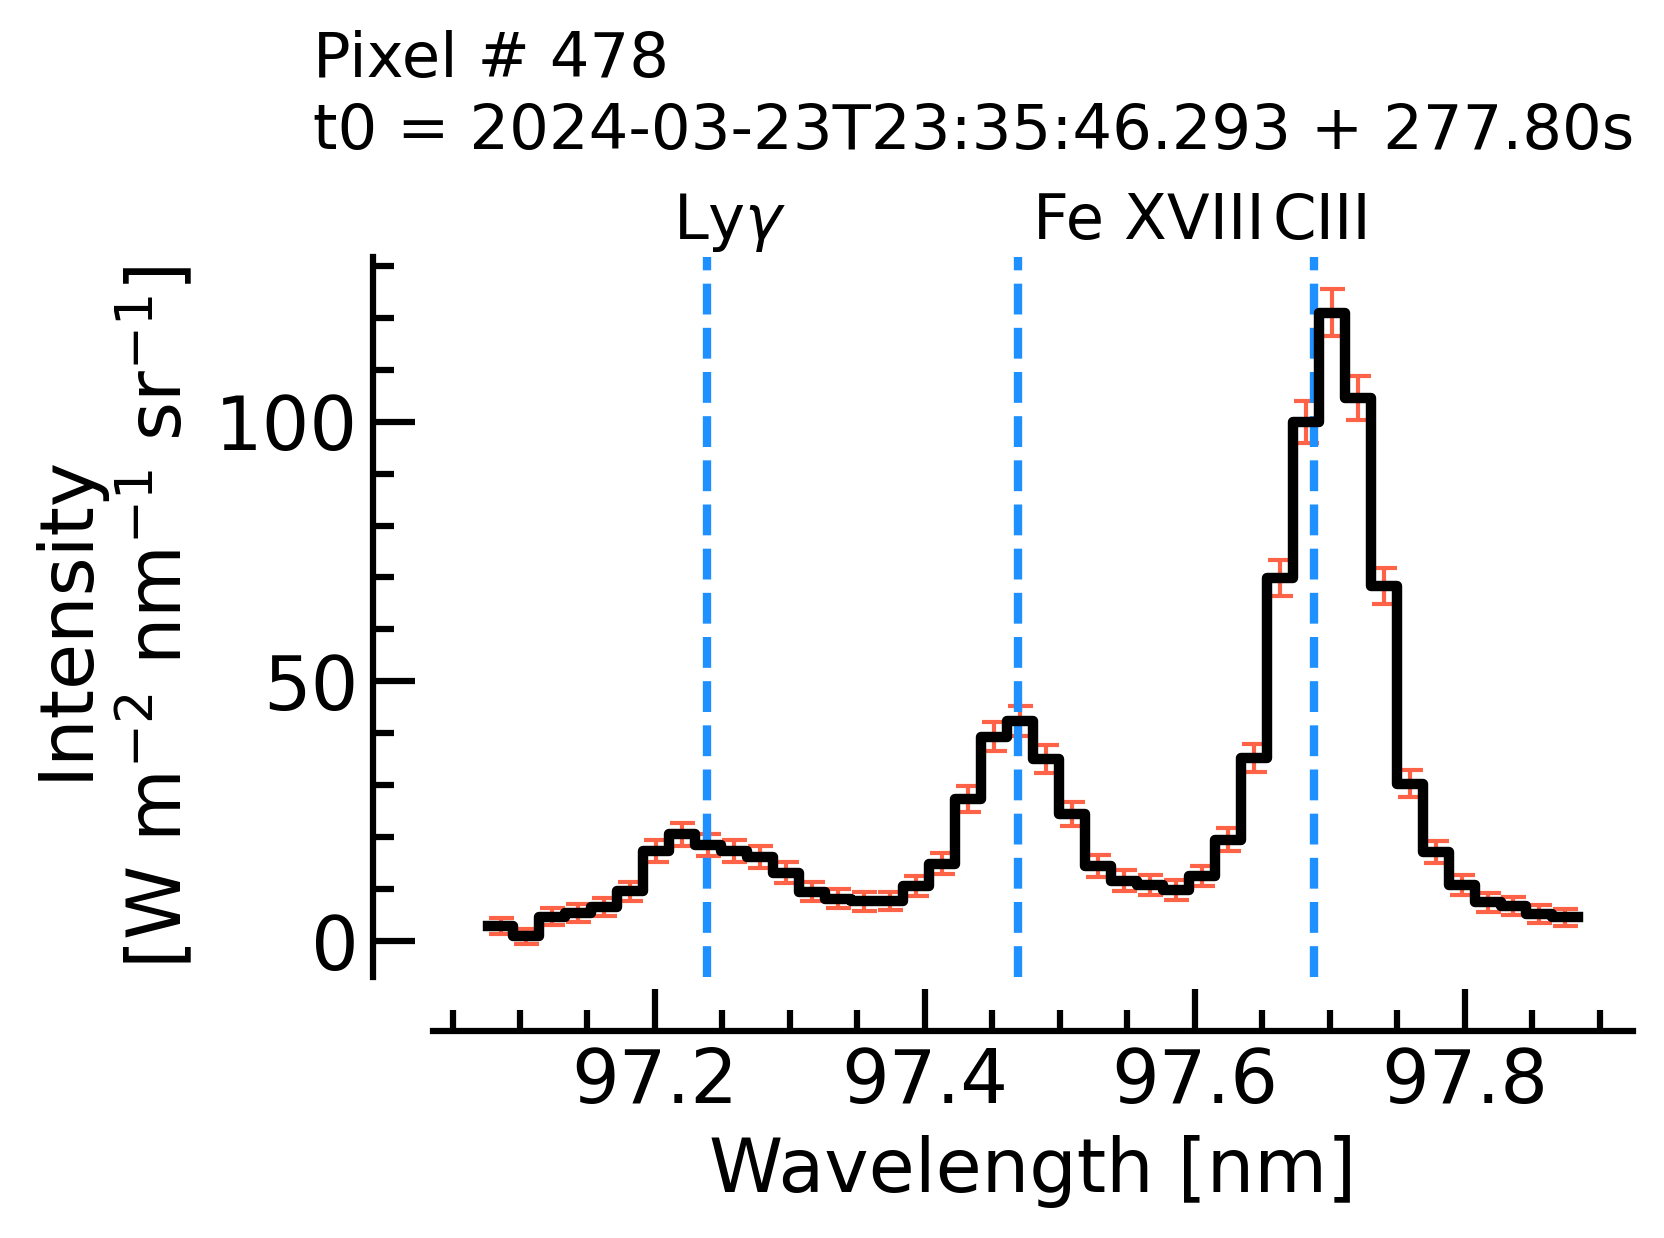 Pixel # 478
t0 = 2024-03-23T23:35:46.293 + 277.80s
Lyγ Fe XVIII CIII
Intensity
[W m⁻² nm⁻¹ sr⁻¹]
100
50
0
97.2 97.4 97.6 97.8
Wavelength [nm]